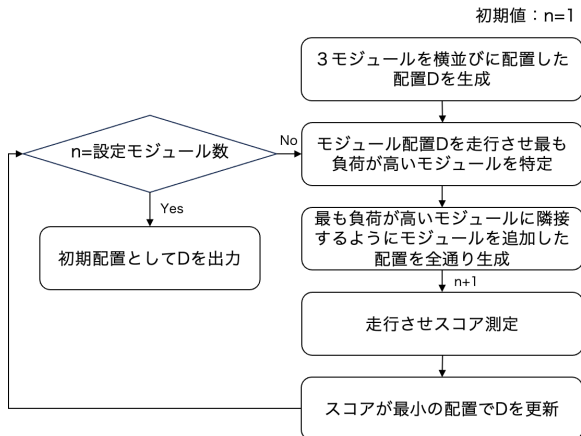 初期値：n=1
３モジュールを横並びに配置した
配置Dを生成
n=設定モジュール数
No
モジュール配置Dを走行させ最も
負荷が高いモジュールを特定
Yes
初期配置としてDを出力
最も負荷が高いモジュールに隣接
するようにモジュールを追加した
配置を全通り生成
n+1
走行させスコア測定
スコアが最小の配置でDを更新